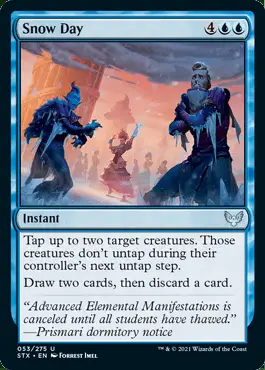 Snow Day 4
Instant
Tap up to two target creatures. Those
creatures don't untap during their
controller's next untap step.
Draw two cards, then discard a card.
"Advanced Elemental Manifestations is
canceled until all students have thawed."
—Prismari dormitory notice
053/275 U
STX • EN FORREST IMEL
™ & © 2021 Wizards of the Coast